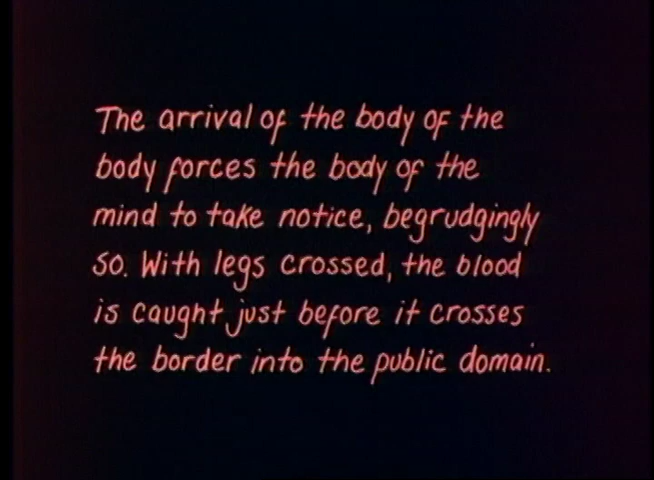 The arrival of the body of the
body forces the body of the
mind to take notice, begrudgingly
so. With legs crossed, the blood
is caught just before it crosses
the border into the public domain.